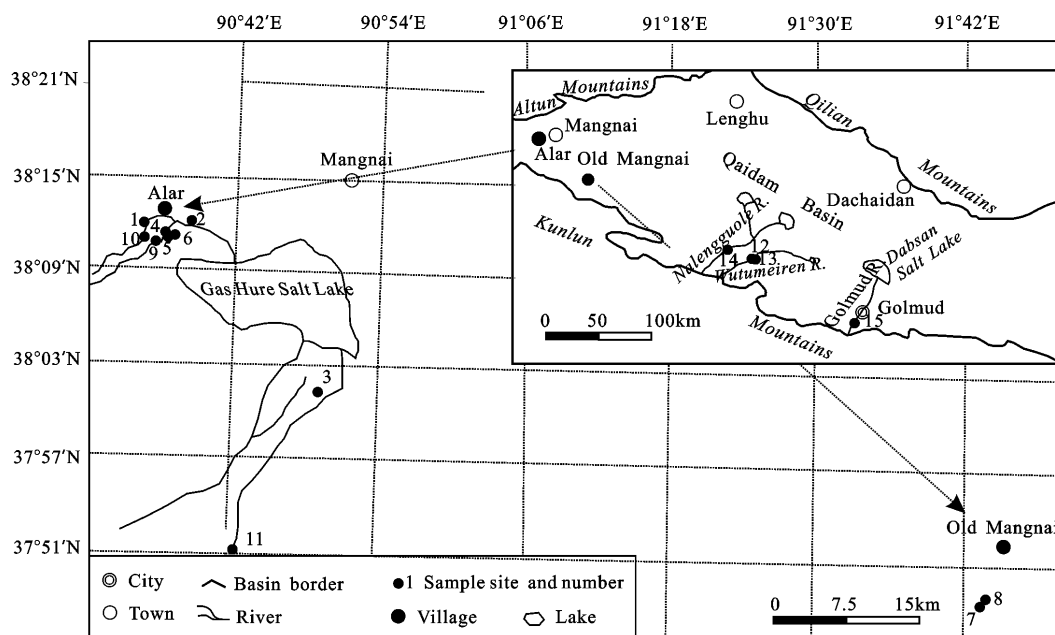 90°42′E 90°54′E 91°06′E 91°18′E 91°30′E 91°42′E
38°21′N
38°15′N
38°09′N
38°03′N
37°57′N
37°51′N
Mangnai
Alar
1
4
2
10
9
5
6
Gas Hure Salt Lake
3
11
Altun Mountains
Mangnai
Alar
Old Mangnai
Lenghu
Qilian
Mountains
Dachaidan
Qaidam
Basin
Kunlun
Nalengguole R.
12
14
13
Wutumeiren R.
Golmud R.
Dabsan
Salt Lake
Golmud
15
Mountains
0 50 100km
Old Mangnai
8
7
City
Basin border
1 Sample site and number
Town
River
Village
Lake
0 7.5 15km